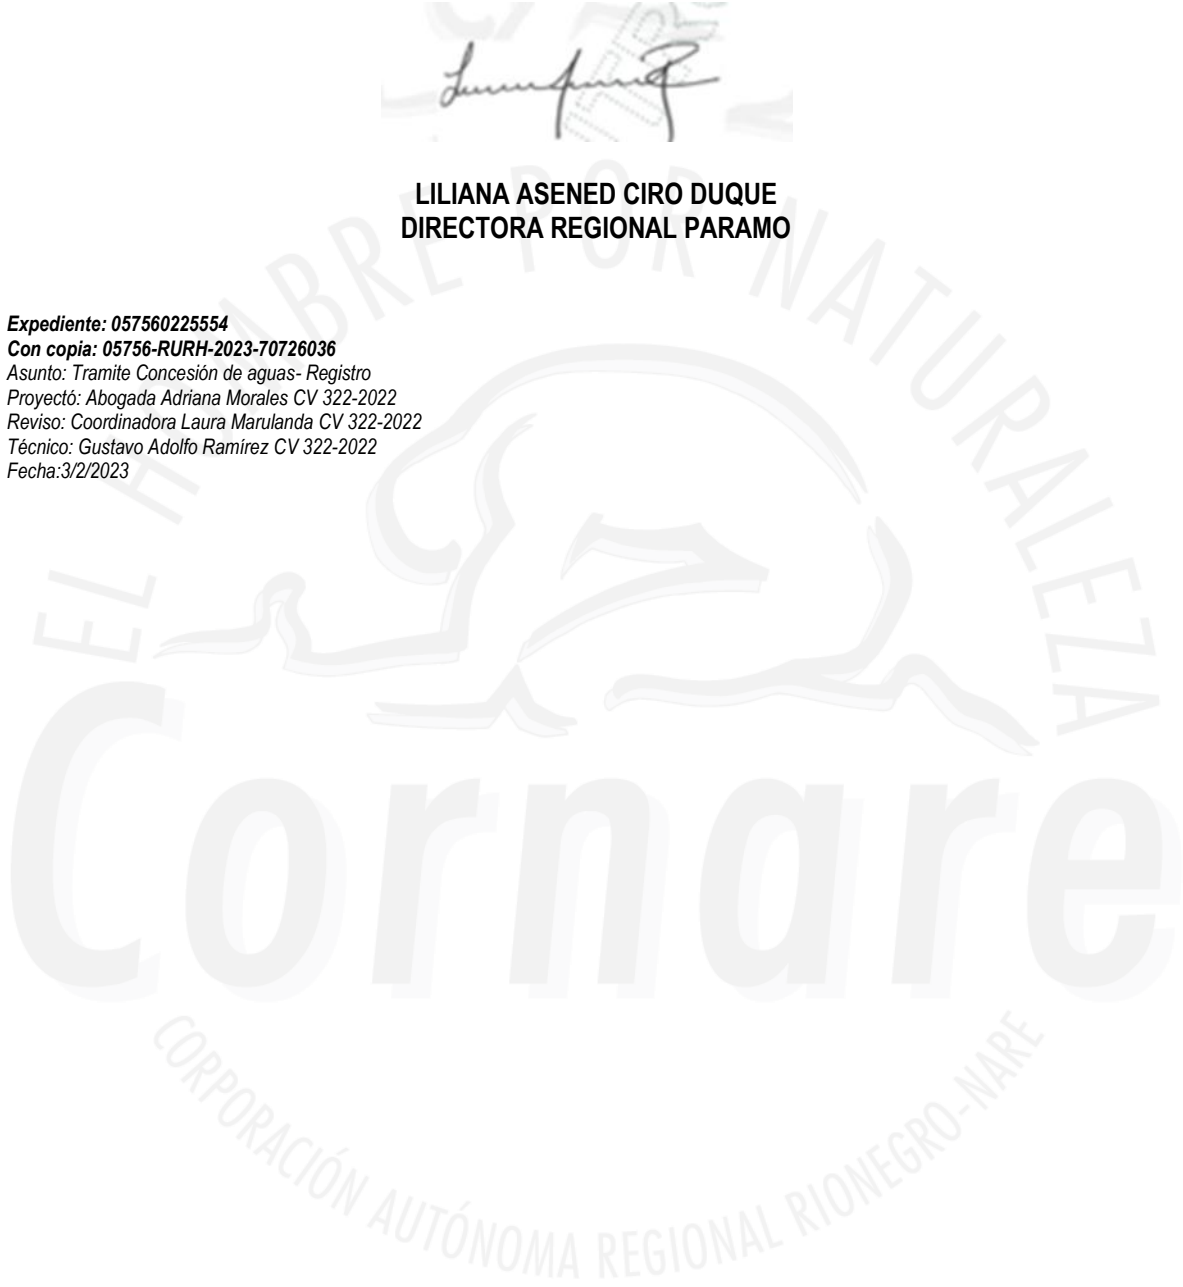 LILIANA ASENED CIRO DUQUE
DIRECTORA REGIONAL PARAMO
Expediente: 057560225554
Con copia: 05756-RURH-2023-70726036
Asunto: Tramite Concesión de aguas- Registro
Proyectó: Abogada Adriana Morales CV 322-2022
Reviso: Coordinadora Laura Marulanda CV 322-2022
Técnico: Gustavo Adolfo Ramírez CV 322-2022
Fecha:3/2/2023
EL HOMBRE POR NATURALEZA
Cornare
CORPORACIÓN AUTÓNOMA REGIONAL RIONEGRO-NARE